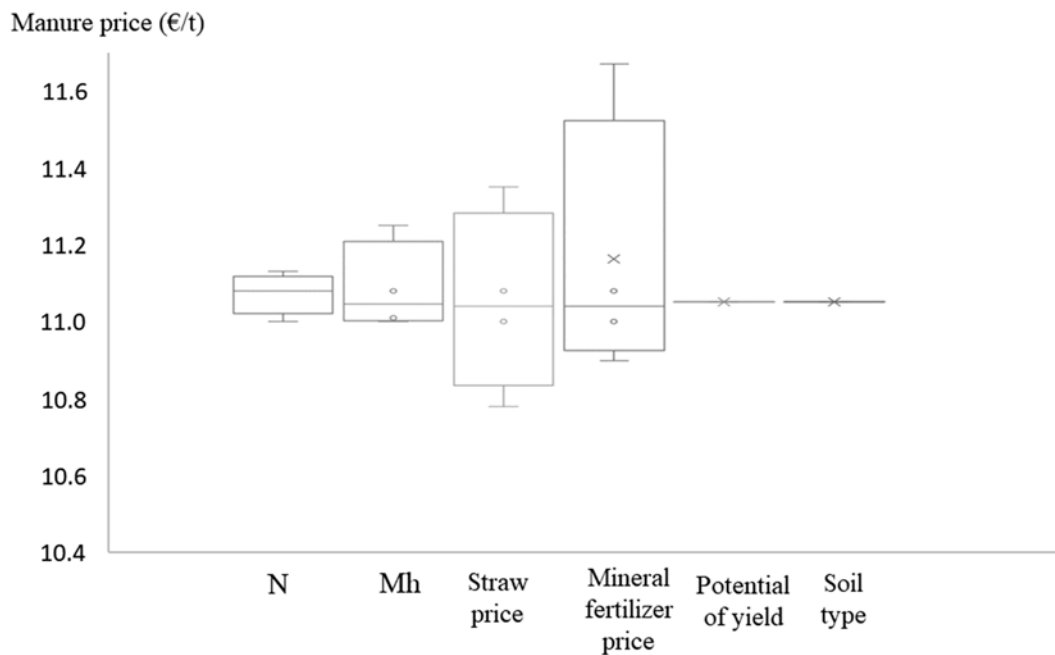 Manure price (€/t)
11.6
11.4
11.2
11.0
10.8
10.6
10.4
N
Mh
Straw
price
Mineral
fertilizer
price
Potential
of yield
Soil
type